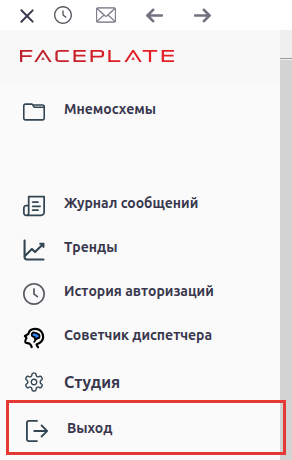 FACEPLATE
Мнемосхемы
Журнал сообщений
Тренды
История авторизаций
Советчик диспетчера
Студия
Выход